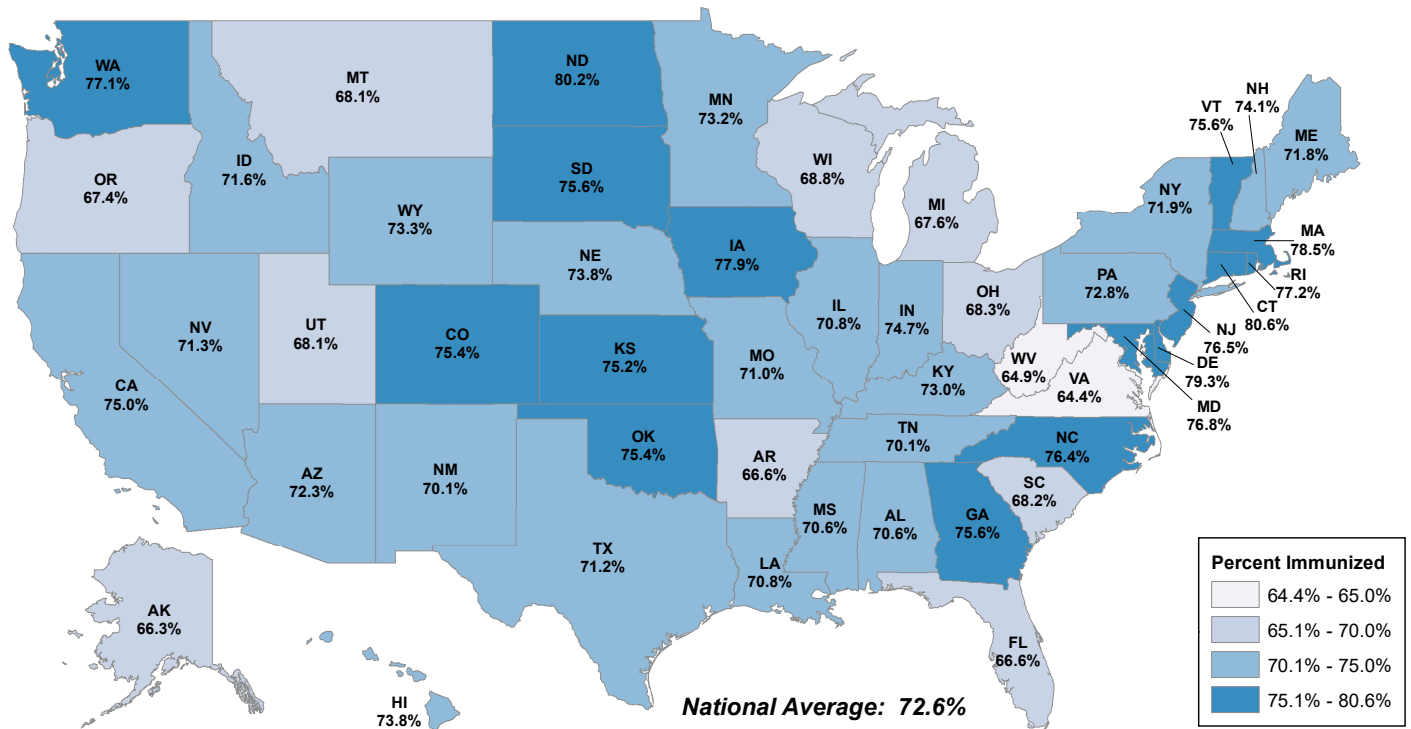 WA
77.1%
MT
68.1%
ND
80.2%
MN
73.2%
NH
74.1%
VT
75.6%
ME
71.8%
OR
67.4%
ID
71.6%
SD
75.6%
WI
68.8%
MI
67.6%
NY
71.9%
WY
73.3%
MA
78.5%
RI
77.2%
CT
80.6%
IA
77.9%
NE
73.8%
PA
72.8%
OH
68.3%
IL
70.8%
IN
74.7%
NJ
76.5%
DE
79.3%
MD
76.8%
NV
71.3%
UT
68.1%
CO
75.4%
KS
75.2%
MO
71.0%
WV
64.9%
VA
64.4%
KY
73.0%
CA
75.0%
TN
70.1%
NC
76.4%
OK
75.4%
AR
66.6%
AZ
72.3%
NM
70.1%
SC
68.2%
MS
70.6%
AL
70.6%
GA
75.6%
TX
71.2%
LA
70.8%
AK
66.3%
FL
66.6%
HI
73.8%
National Average: 72.6%
Percent Immunized
64.4% - 65.0%
65.1% - 70.0%
70.1% - 75.0%
75.1% - 80.6%